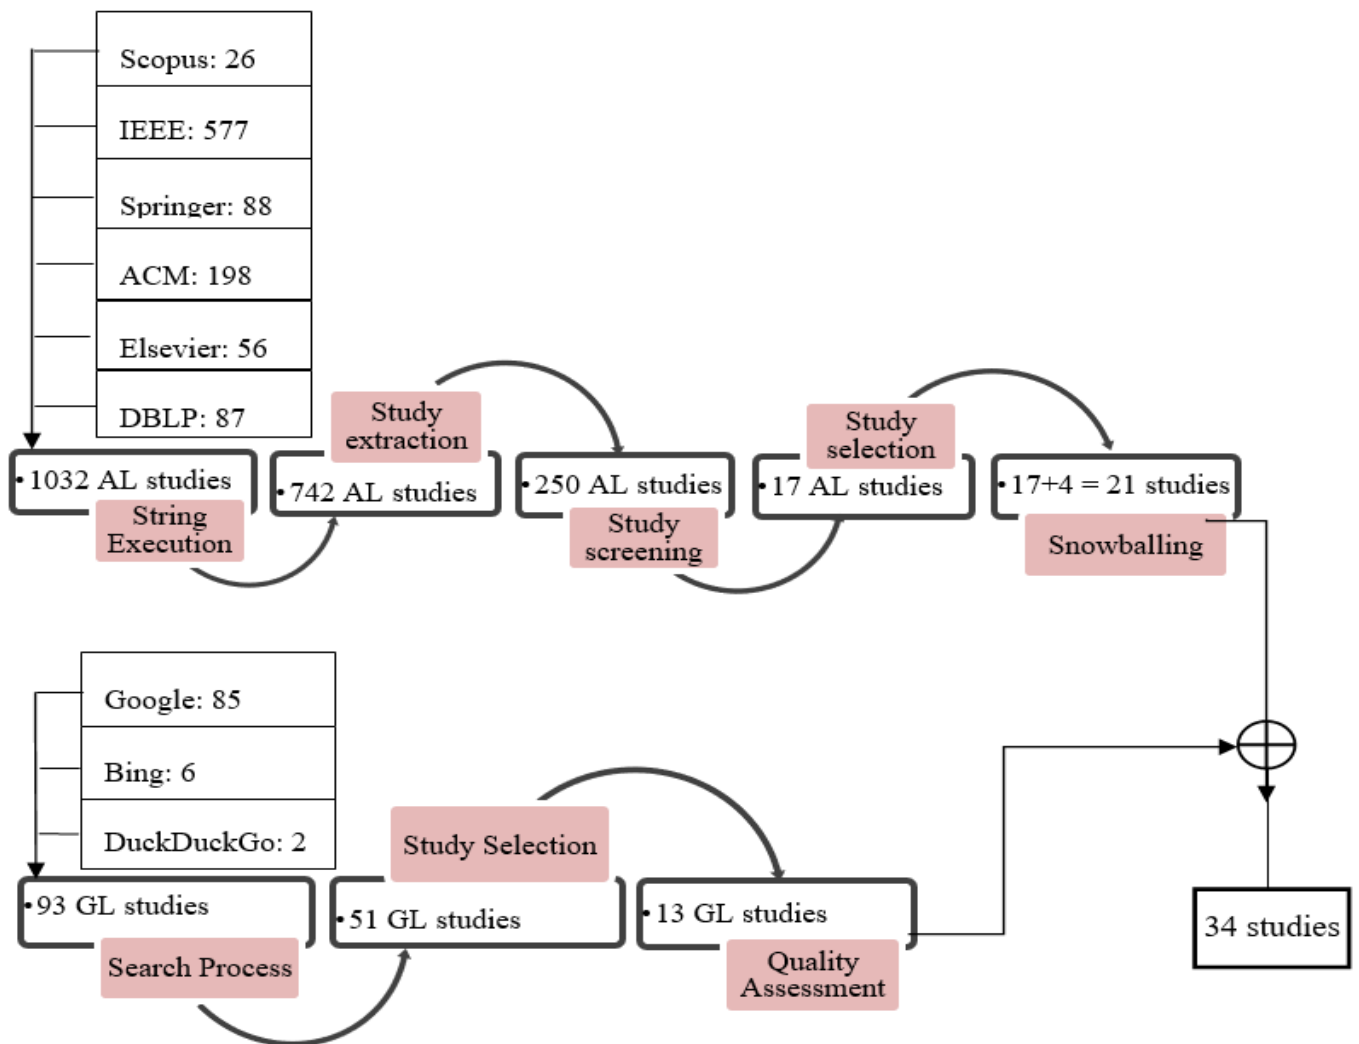 Scopus: 26
IEEE: 577
Springer: 88
ACM: 198
Elsevier: 56
DBLP: 87
• 1032 AL studies
String
Execution
• 742 AL studies
Study
extraction
• 250 AL studies
Study
screening
• 17 AL studies
Study
selection
• 17+4 = 21 studies
Snowballing
Google: 85
Bing: 6
DuckDuckGo: 2
• 93 GL studies
Search Process
• 51 GL studies
Study Selection
• 13 GL studies
Quality
Assessment
34 studies